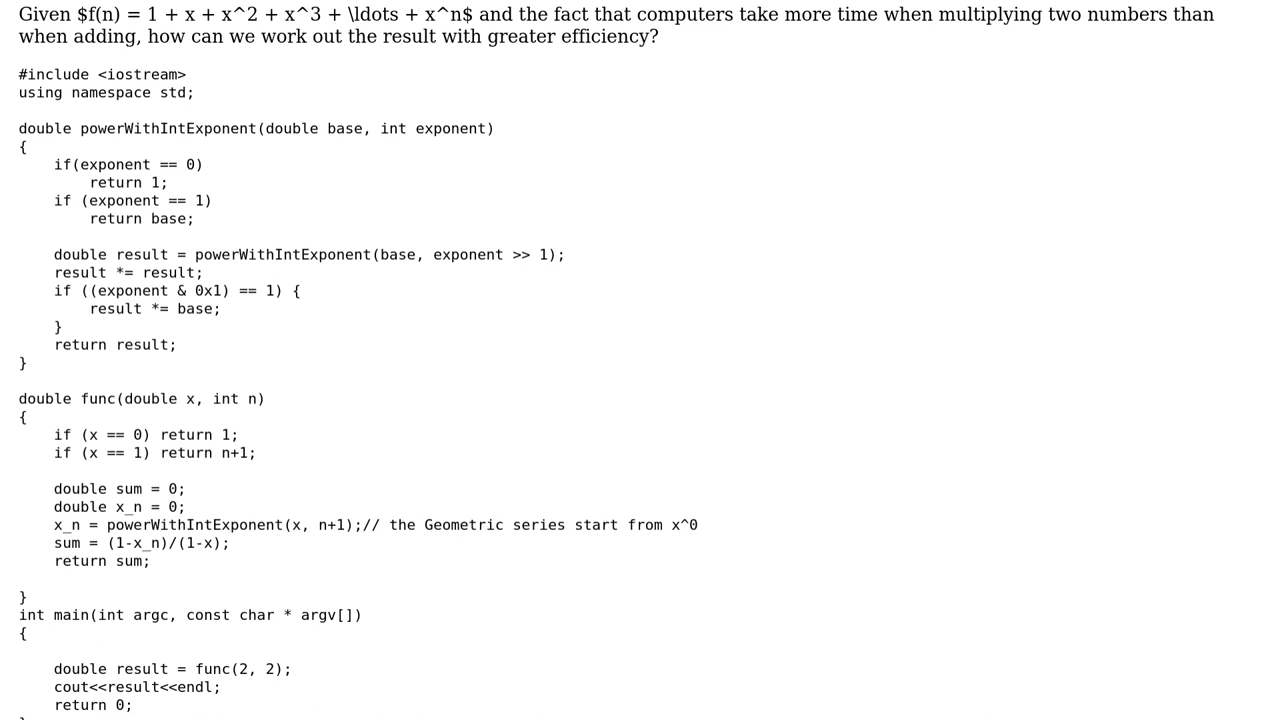 Given $f(n) = 1 + x + x^2 + x^3 + \ldots + x^n$ and the fact that computers take more time when multiplying two numbers than
when adding, how can we work out the result with greater efficiency?
#include <iostream>
using namespace std;
double powerWithIntExponent(double base, int exponent)
{
    if(exponent == 0)
        return 1;
    if (exponent == 1)
        return base;
    double result = powerWithIntExponent(base, exponent >> 1);
    result *= result;
    if ((exponent & 0x1) == 1) {
        result *= base;
    }
    return result;
}
double func(double x, int n)
{
    if (x == 0) return 1;
    if (x == 1) return n+1;
    double sum = 0;
    double x_n = 0;
    x_n = powerWithIntExponent(x, n+1);// the Geometric series start from x^0
    sum = (1-x_n)/(1-x);
    return sum;
}
int main(int argc, const char * argv[])
{
    double result = func(2, 2);
    cout<<result<<endl;
    return 0;